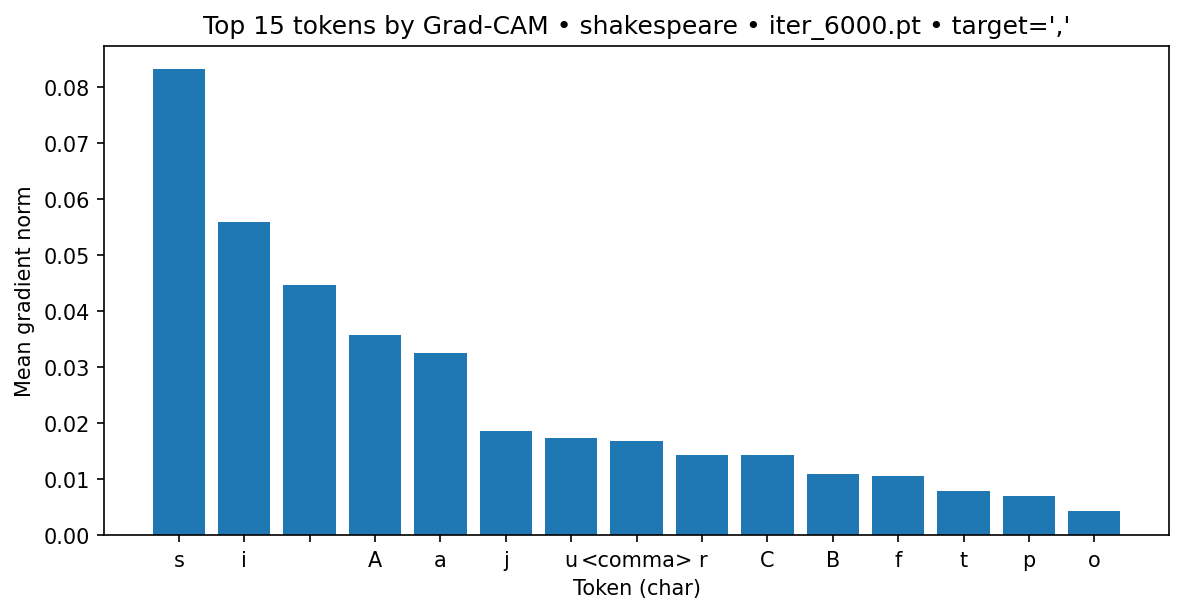 Top 15 tokens by Grad-CAM • shakespeare • iter_6000.pt • target=','
Mean gradient norm
0.08
0.07
0.06
0.05
0.04
0.03
0.02
0.01
0.00
s i A a j u <comma> r C B f t p o
Token (char)